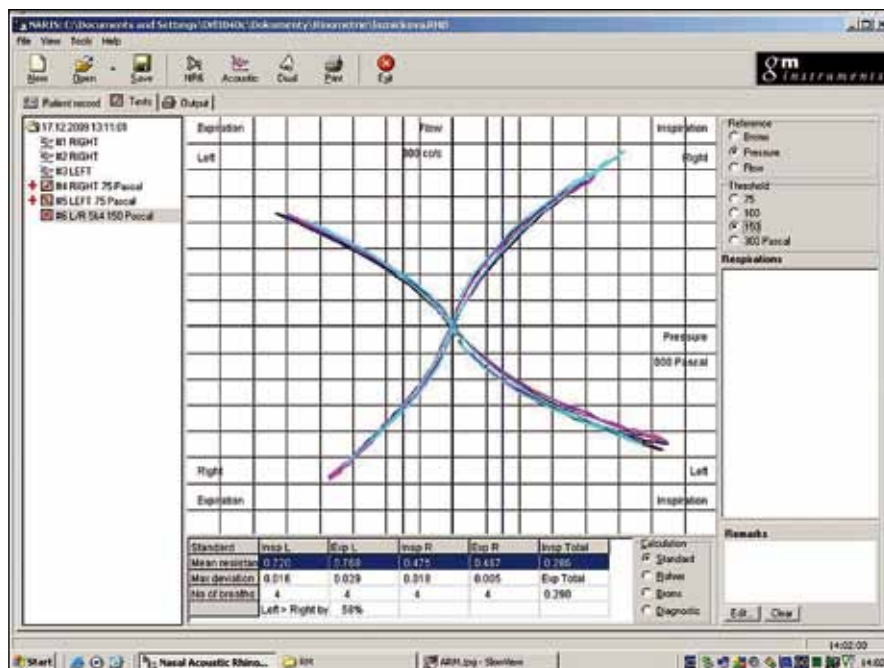 NARIS: C:\Documents and Settings\
File View Tools Help
New Open Save NR6 Acoustic Dual Print Exit
gm
instruments
Patient record Tests Output
17.12.2009 13:11:01
#1 RIGHT
#2 RIGHT
#3 LEFT
#4 RIGHT 75 Pascal
#5 LEFT 75 Pascal
#6 L/R 150 Pascal
Expiration Flow Inspiration
Left 800 cc/s Right
Pressure
800 Pascal
Right Left
Expiration Inspiration
Reference
Broms
Pressure
Flow
Threshold
75
100
150
300 Pascal
Respirations
Remarks
Edit... Clear
Standard Insp L Exp L Insp R Exp R Insp Total
Mean resistan 0.720 0.768 0.475 0.467 0.286
Max deviation 0.016 0.029 0.018 0.005 Exp Total
No of breaths 4 4 4 4 0.290
Left > Right by 58%
Calculation
Standard
Rohrer
Broms
Diagnostic
14:02:00
Start Nasal Acoustic Rhino... RM ARM.jpg - SlowView 14:02